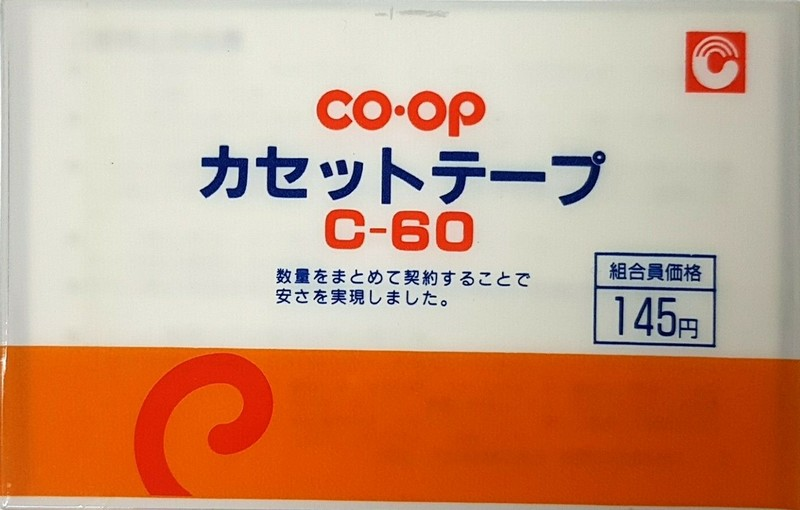 CO·OP
カセットテープ
C-60
数量をまとめて契約することで
安さを実現しました。
組合員価格
145円